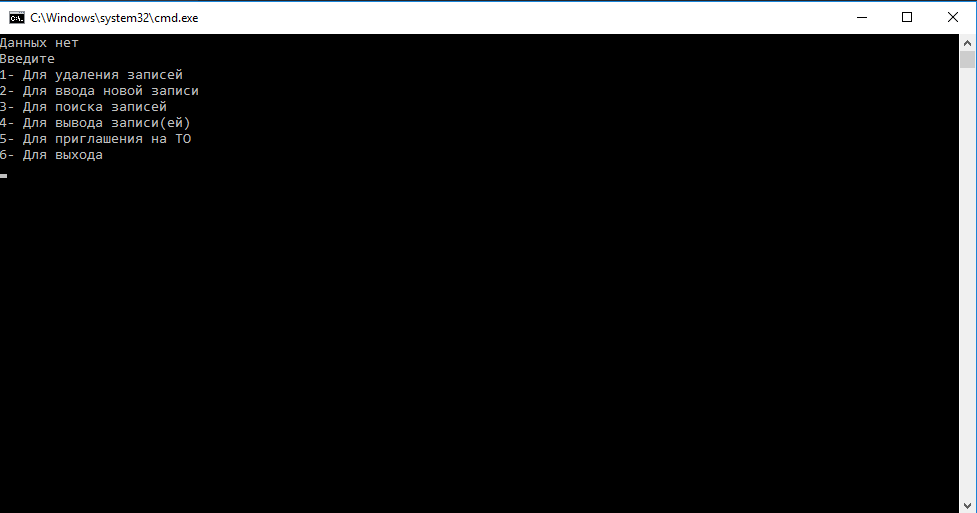 C:\Windows\system32\cmd.exe
Данных нет
Введите
1- Для удаления записей
2- Для ввода новой записи
3- Для поиска записей
4- Для вывода записи(ей)
5- Для приглашения на ТО
6- Для выхода